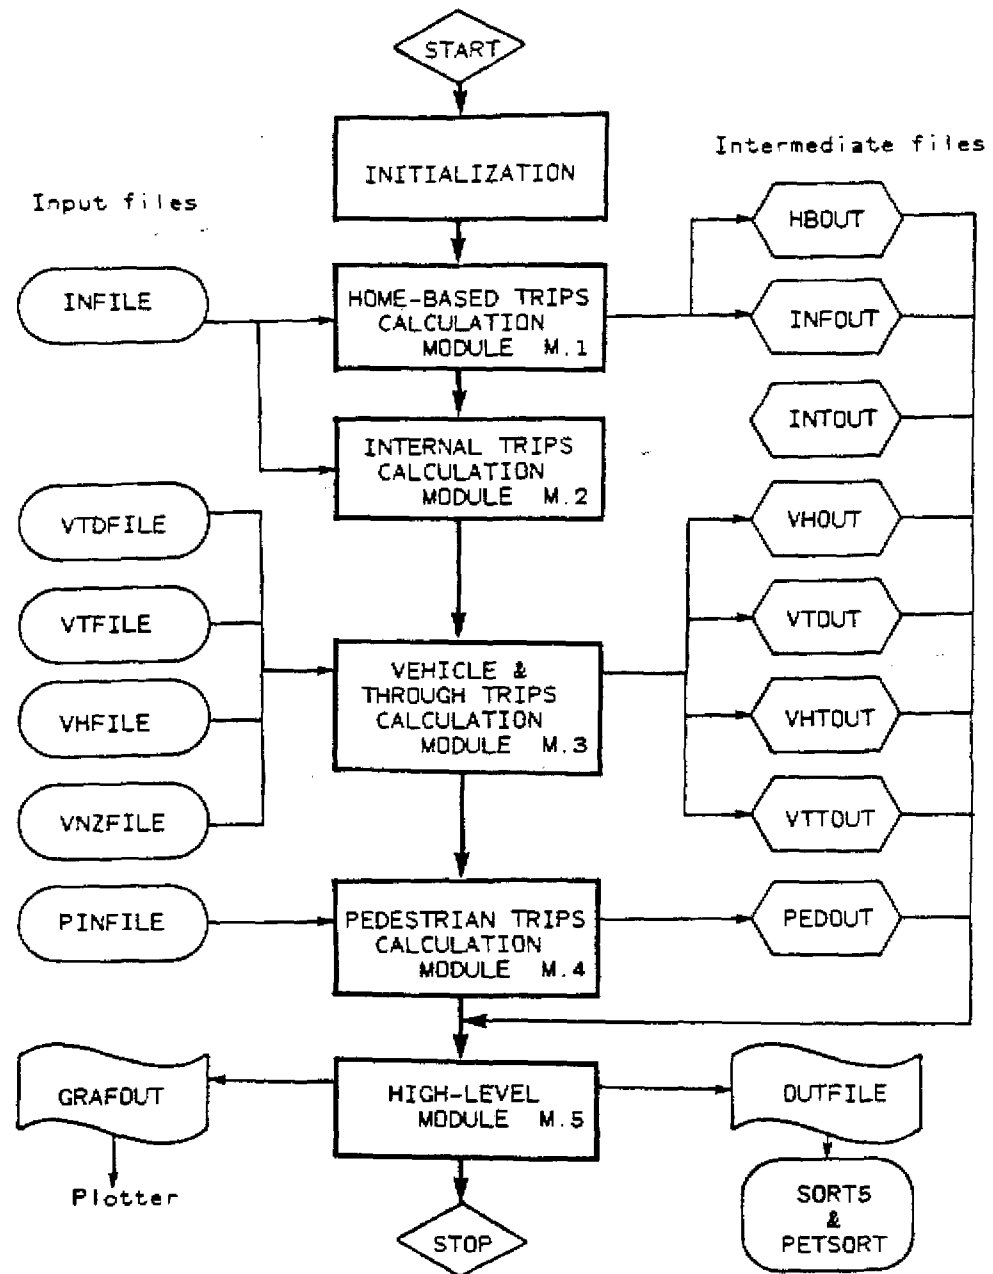 START
INITIALIZATION
Intermediate files
Input files
HBOUT
INFILE
HOME-BASED TRIPS
CALCULATION
MODULE M.1
INFOUT
INTOUT
INTERNAL TRIPS
CALCULATION
MODULE M.2
VTDFILE
VHOUT
VTFILE
VTOUT
VEHICLE &
THROUGH TRIPS
CALCULATION
MODULE M.3
VHFILE
VHTOUT
VNZFILE
VTTOUT
PINFILE
PEDESTRIAN TRIPS
CALCULATION
MODULE M.4
PEDOUT
GRAFOUT
HIGH-LEVEL
MODULE M.5
OUTFILE
Plotter
SORT5
&
PETSORT
STOP